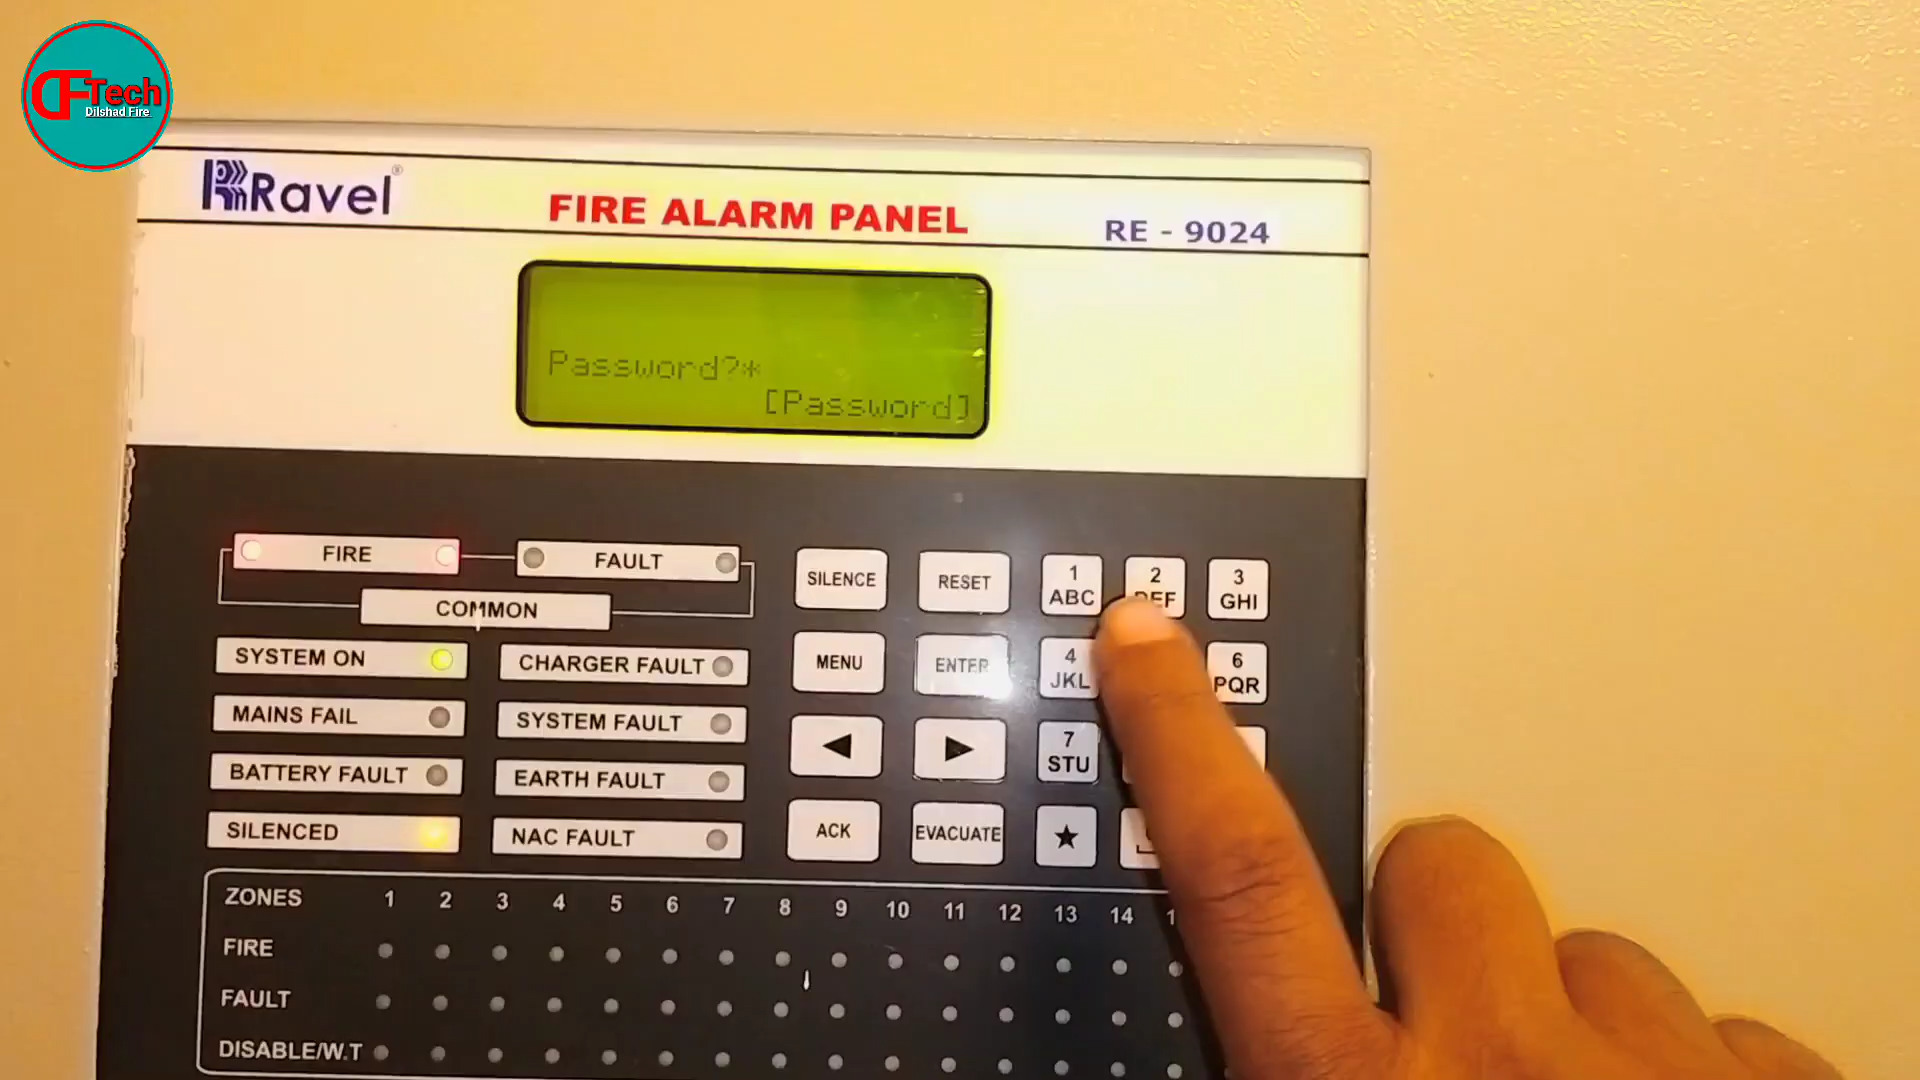 DFTech
Dilshad Fire
Ravel®
FIRE ALARM PANEL
RE - 9024
Password?*
[Password]
FIRE
FAULT
COMMON
SYSTEM ON
CHARGER FAULT
MAINS FAIL
SYSTEM FAULT
BATTERY FAULT
EARTH FAULT
SILENCED
NAC FAULT
SILENCE
RESET
1
ABC
2
DEF
3
GHI
MENU
ENTER
4
JKL
6
PQR
◀
▶
7
STU
ACK
EVACUATE
★
ZONES 1 2 3 4 5 6 7 8 9 10 11 12 13 14
FIRE
FAULT
DISABLE/W.T